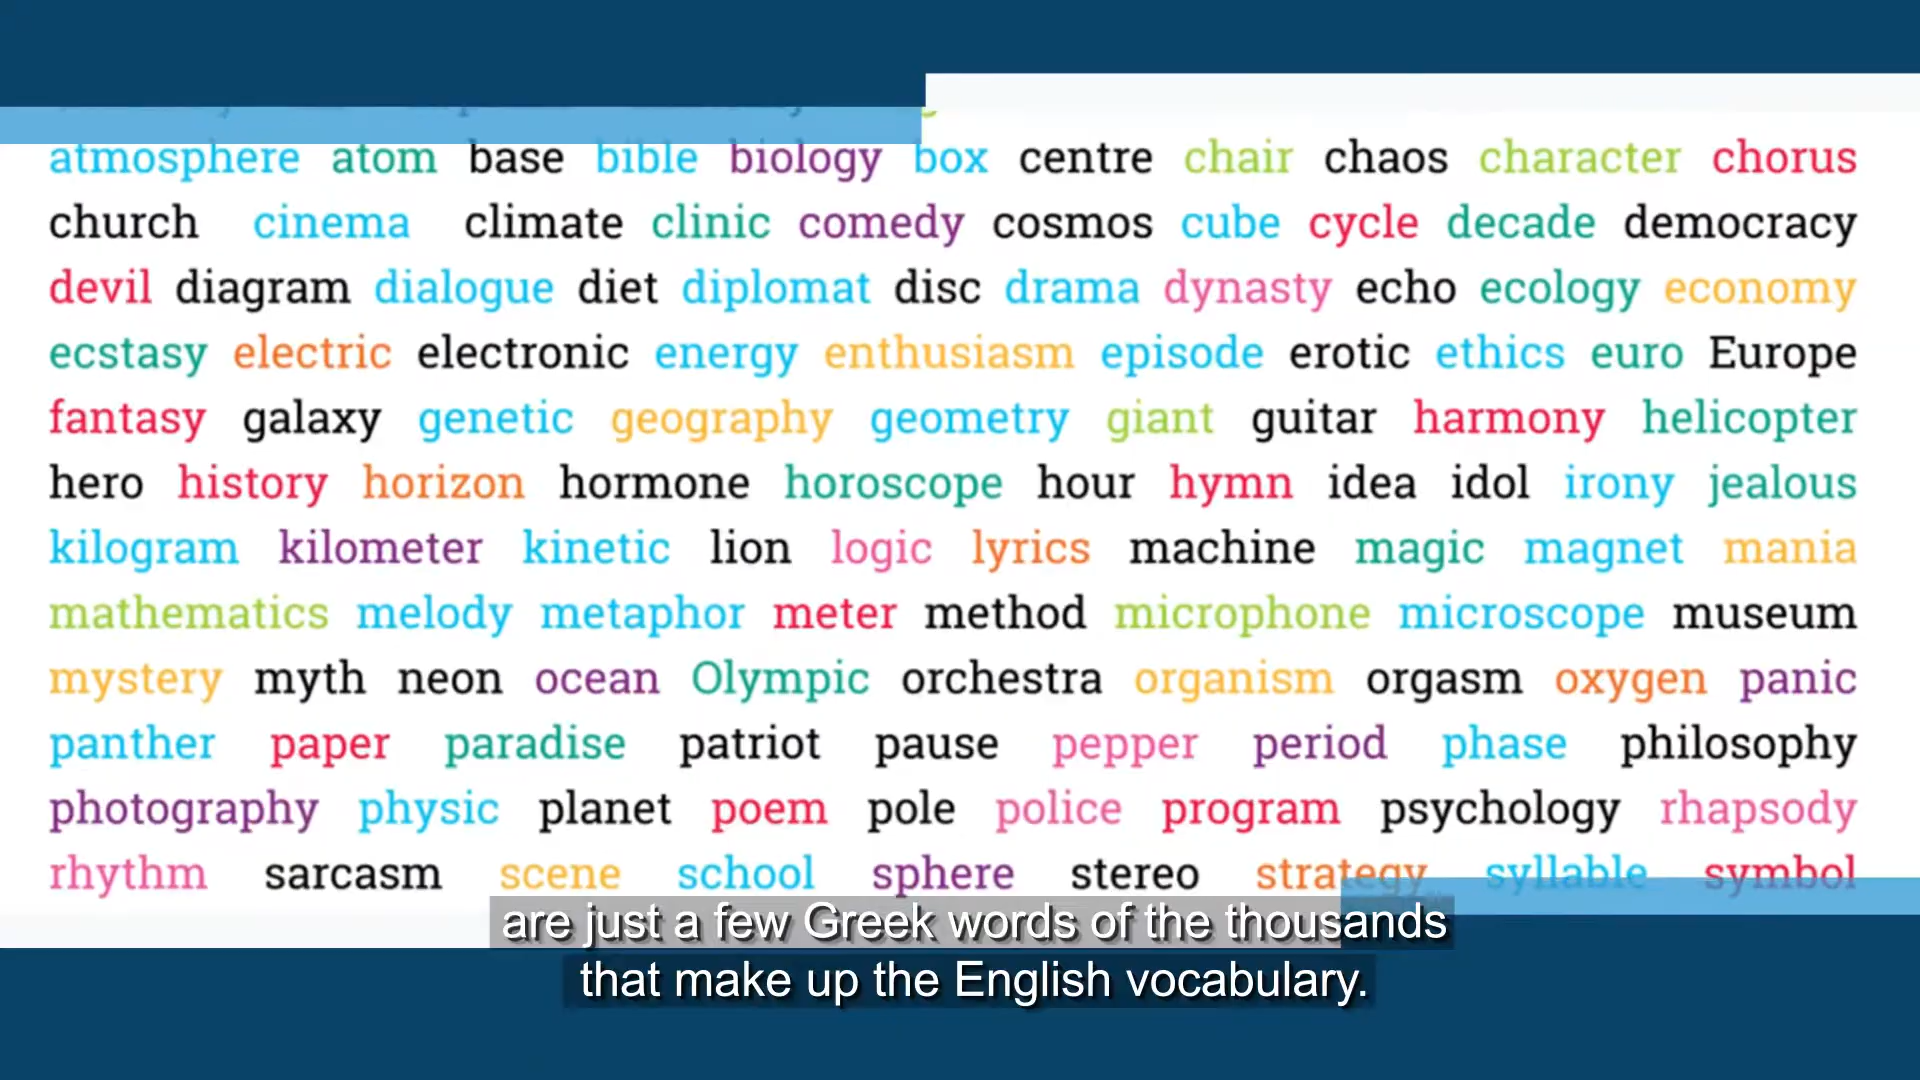 atmosphere atom base bible biology box centre chair chaos character chorus
church cinema climate clinic comedy cosmos cube cycle decade democracy
devil diagram dialogue diet diplomat disc drama dynasty echo ecology economy
ecstasy electric electronic energy enthusiasm episode erotic ethics euro Europe
fantasy galaxy genetic geography geometry giant guitar harmony helicopter
hero history horizon hormone horoscope hour hymn idea idol irony jealous
kilogram kilometer kinetic lion logic lyrics machine magic magnet mania
mathematics melody metaphor meter method microphone microscope museum
mystery myth neon ocean Olympic orchestra organism orgasm oxygen panic
panther paper paradise patriot pause pepper period phase philosophy
photography physic planet poem pole police program psychology rhapsody
rhythm sarcasm scene school sphere stereo strategy syllable symbol
are just a few Greek words of the thousands
that make up the English vocabulary.